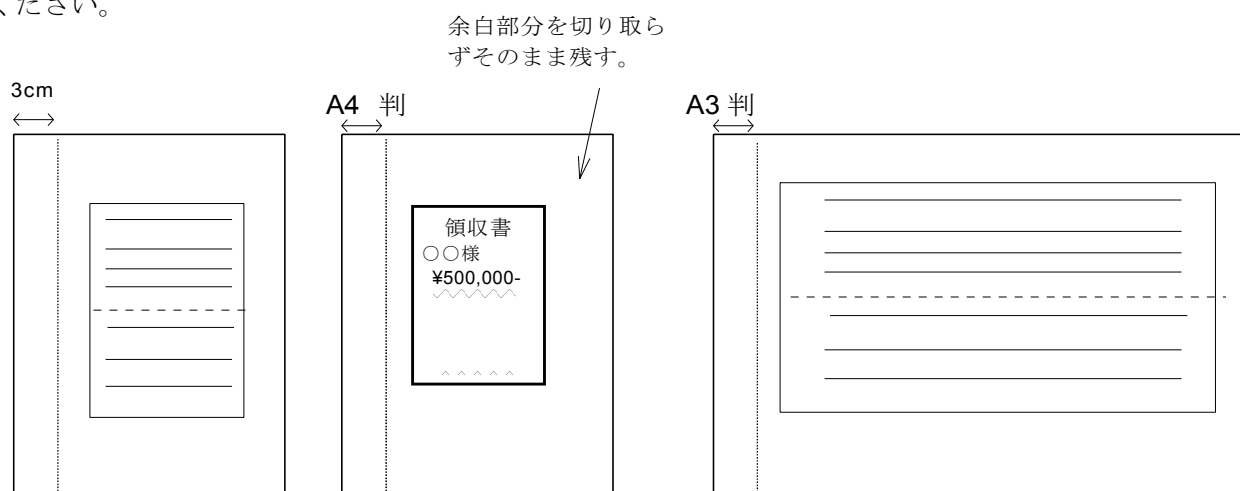 ください。
余白部分を切り取ら
ずそのまま残す。
3cm
A4 判
A3 判
領収書
○○様
¥500,000-